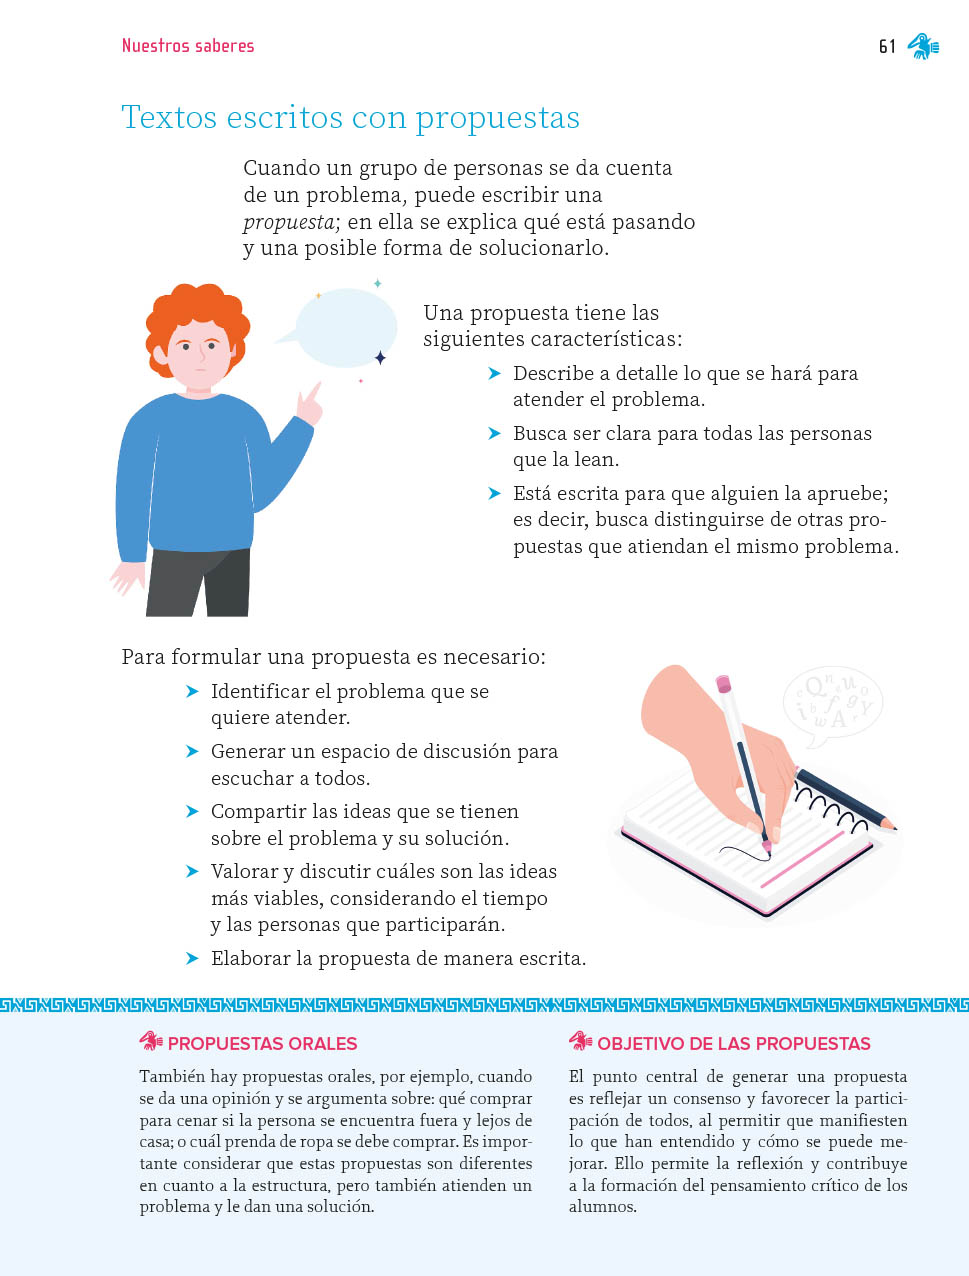 Nuestros saberes
61
Textos escritos con propuestas
Cuando un grupo de personas se da cuenta
de un problema, puede escribir una
propuesta; en ella se explica qué está pasando
y una posible forma de solucionarlo.
Una propuesta tiene las
siguientes características:
➤ Describe a detalle lo que se hará para
atender el problema.
➤ Busca ser clara para todas las personas
que la lean.
➤ Está escrita para que alguien la apruebe;
es decir, busca distinguirse de otras pro-
puestas que atiendan el mismo problema.
Para formular una propuesta es necesario:
➤ Identificar el problema que se
quiere atender.
➤ Generar un espacio de discusión para
escuchar a todos.
➤ Compartir las ideas que se tienen
sobre el problema y su solución.
➤ Valorar y discutir cuáles son las ideas
más viables, considerando el tiempo
y las personas que participarán.
➤ Elaborar la propuesta de manera escrita.
e Q n e u o
i b f g Y
w A r
PROPUESTAS ORALES
También hay propuestas orales, por ejemplo, cuando
se da una opinión y se argumenta sobre: qué comprar
para cenar si la persona se encuentra fuera y lejos de
casa; o cuál prenda de ropa se debe comprar. Es impor-
tante considerar que estas propuestas son diferentes
en cuanto a la estructura, pero también atienden un
problema y le dan una solución.
OBJETIVO DE LAS PROPUESTAS
El punto central de generar una propuesta
es reflejar un consenso y favorecer la partici-
pación de todos, al permitir que manifiesten
lo que han entendido y cómo se puede me-
jorar. Ello permite la reflexión y contribuye
a la formación del pensamiento crítico de los
alumnos.